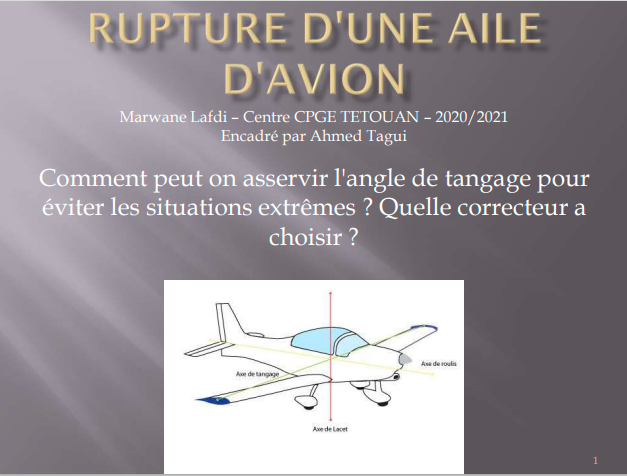 RUPTURE D'UNE AILE
D'AVION
Marwane Lafdi – Centre CPGE TETOUAN – 2020/2021
Encadré par Ahmed Tagui
Comment peut on asservir l'angle de tangage pour
éviter les situations extrêmes ? Quelle correcteur a
choisir ?
Axe de roulis
Axe de tangage
Axe de Lacet
1